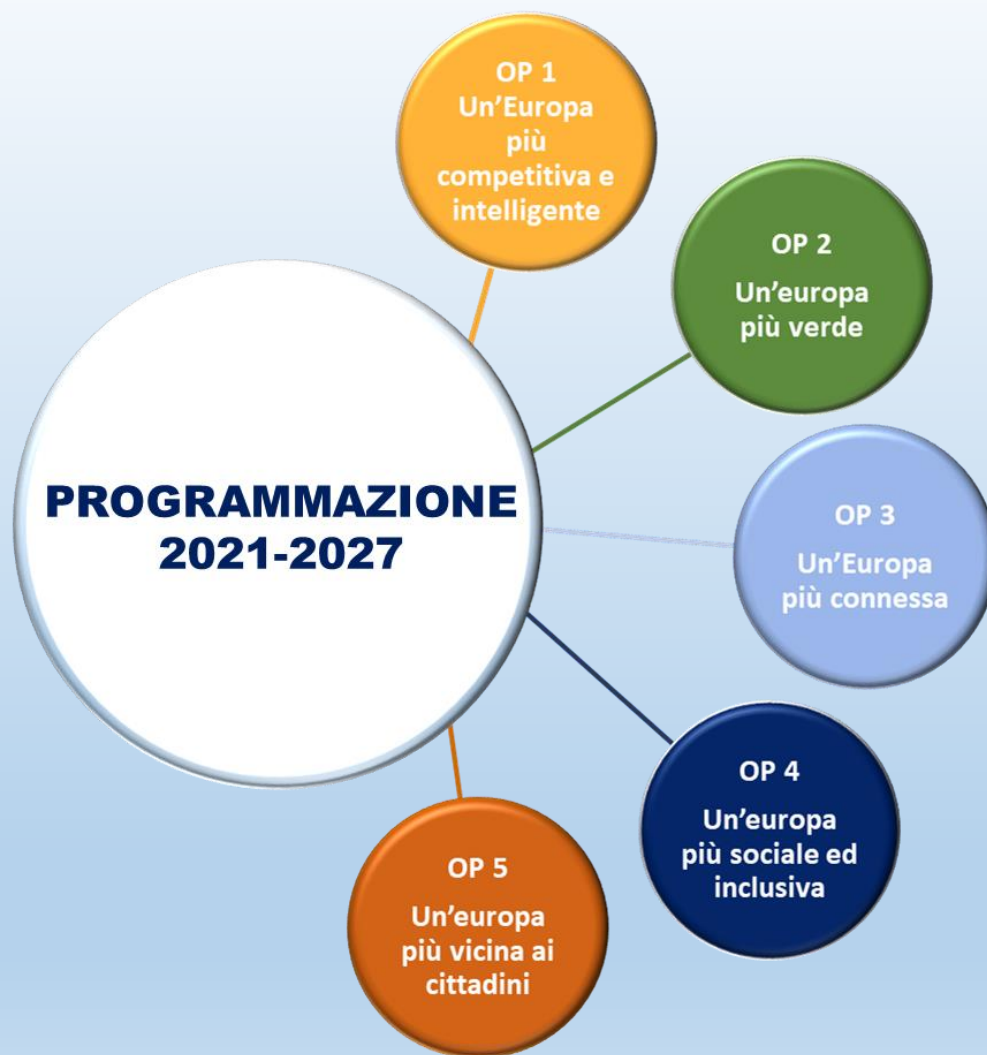 OP 1
Un'Europa
più
competitiva e
intelligente
OP 2
Un'europa
più verde
PROGRAMMAZIONE
2021-2027
OP 3
Un'Europa
più connessa
OP 4
Un'europa
più sociale ed
inclusiva
OP 5
Un'europa
più vicina ai
cittadini